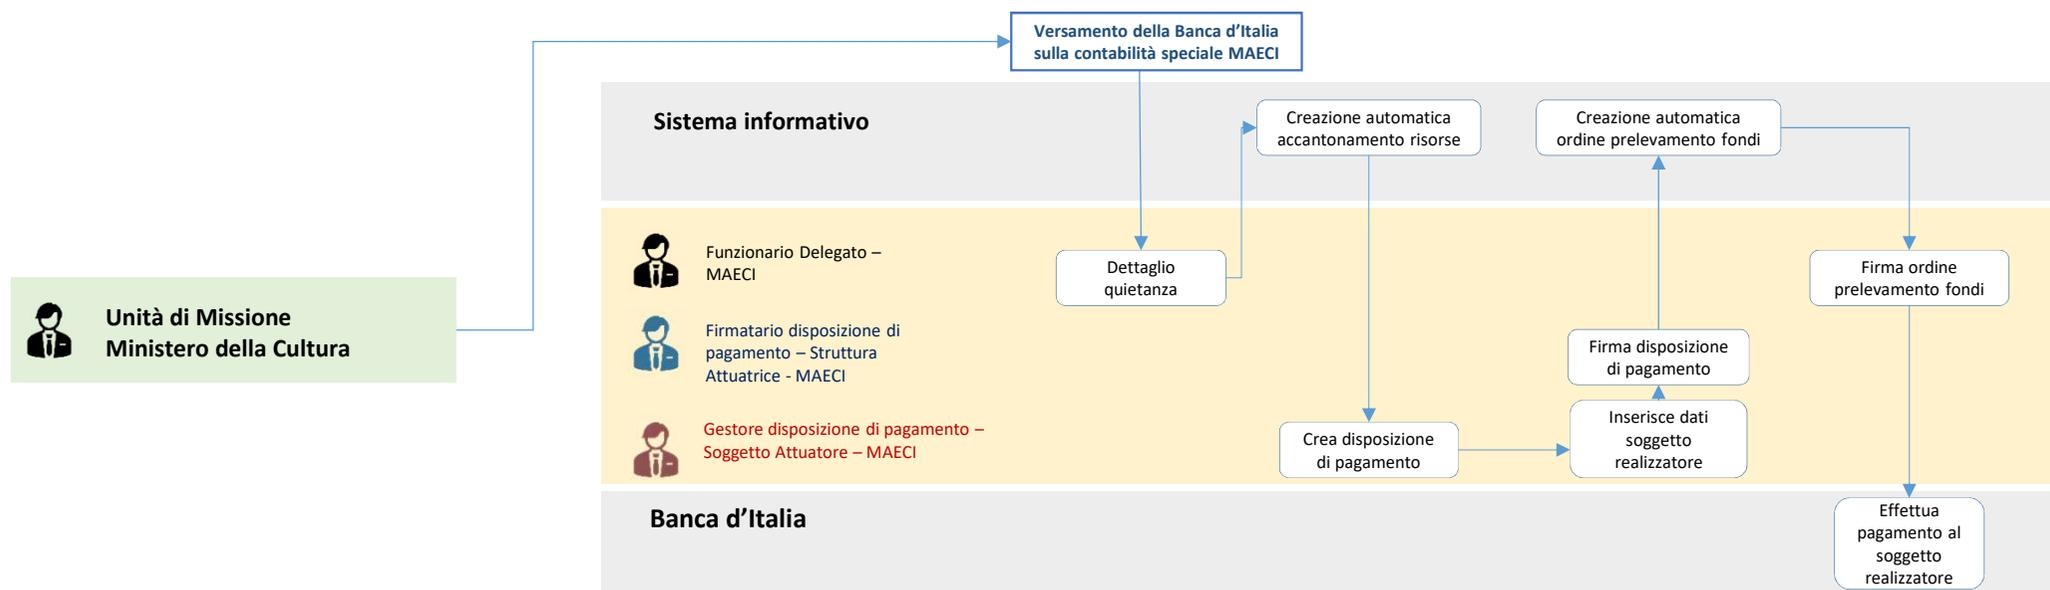 Versamento della Banca d’Italia
sulla contabilità speciale MAECI
Sistema informativo
Creazione automatica
accantonamento risorse
Creazione automatica
ordine prelevamento fondi
Funzionario Delegato –
MAECI
Dettaglio
quietanza
Firma ordine
prelevamento fondi
Unità di Missione
Ministero della Cultura
Firmatario disposizione di
pagamento – Struttura
Attuatrice - MAECI
Firma disposizione
di pagamento
Gestore disposizione di pagamento –
Soggetto Attuatore – MAECI
Crea disposizione
di pagamento
Inserisce dati
soggetto
realizzatore
Banca d’Italia
Effettua
pagamento al
soggetto
realizzatore